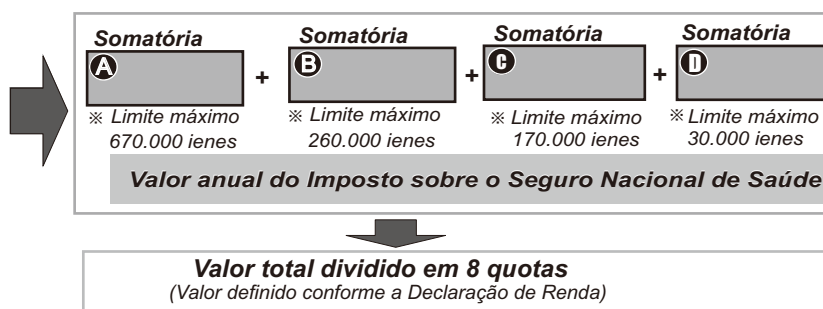 Somatória Somatória Somatória Somatória
A + B + C + D
※ Limite máximo ※ Limite máximo ※ Limite máximo ※ Limite máximo
670.000 ienes 260.000 ienes 170.000 ienes 30.000 ienes
Valor anual do Imposto sobre o Seguro Nacional de Saúde
Valor total dividido em 8 quotas
(Valor definido conforme a Declaração de Renda)